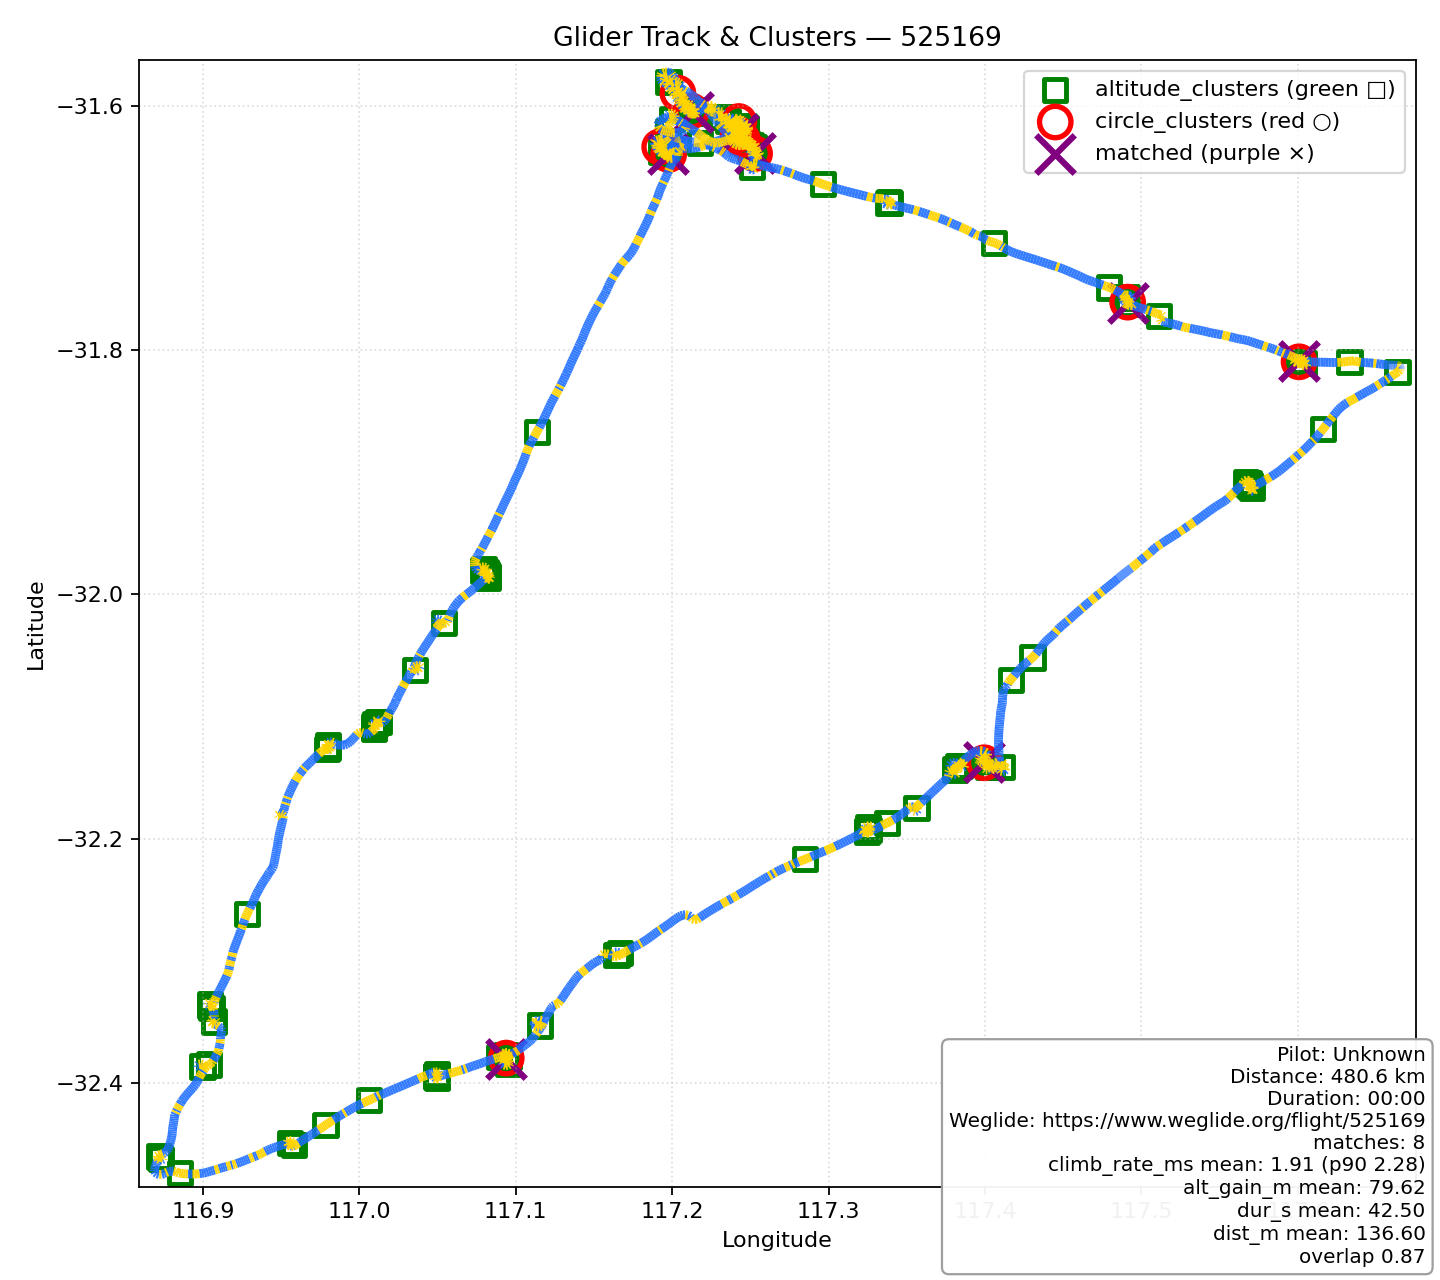 Glider Track & Clusters — 525169
altitude_clusters (green □)
circle_clusters (red ○)
matched (purple ×)
Latitude
−31.6
−31.8
−32.0
−32.2
−32.4
116.9
117.0
117.1
117.2
117.3
117.4
117.5
Longitude
Pilot: Unknown
Distance: 480.6 km
Duration: 00:00
Weglide: https://www.weglide.org/flight/525169
matches: 8
climb_rate_ms mean: 1.91 (p90 2.28)
alt_gain_m mean: 79.62
dur_s mean: 42.50
dist_m mean: 136.60
overlap 0.87